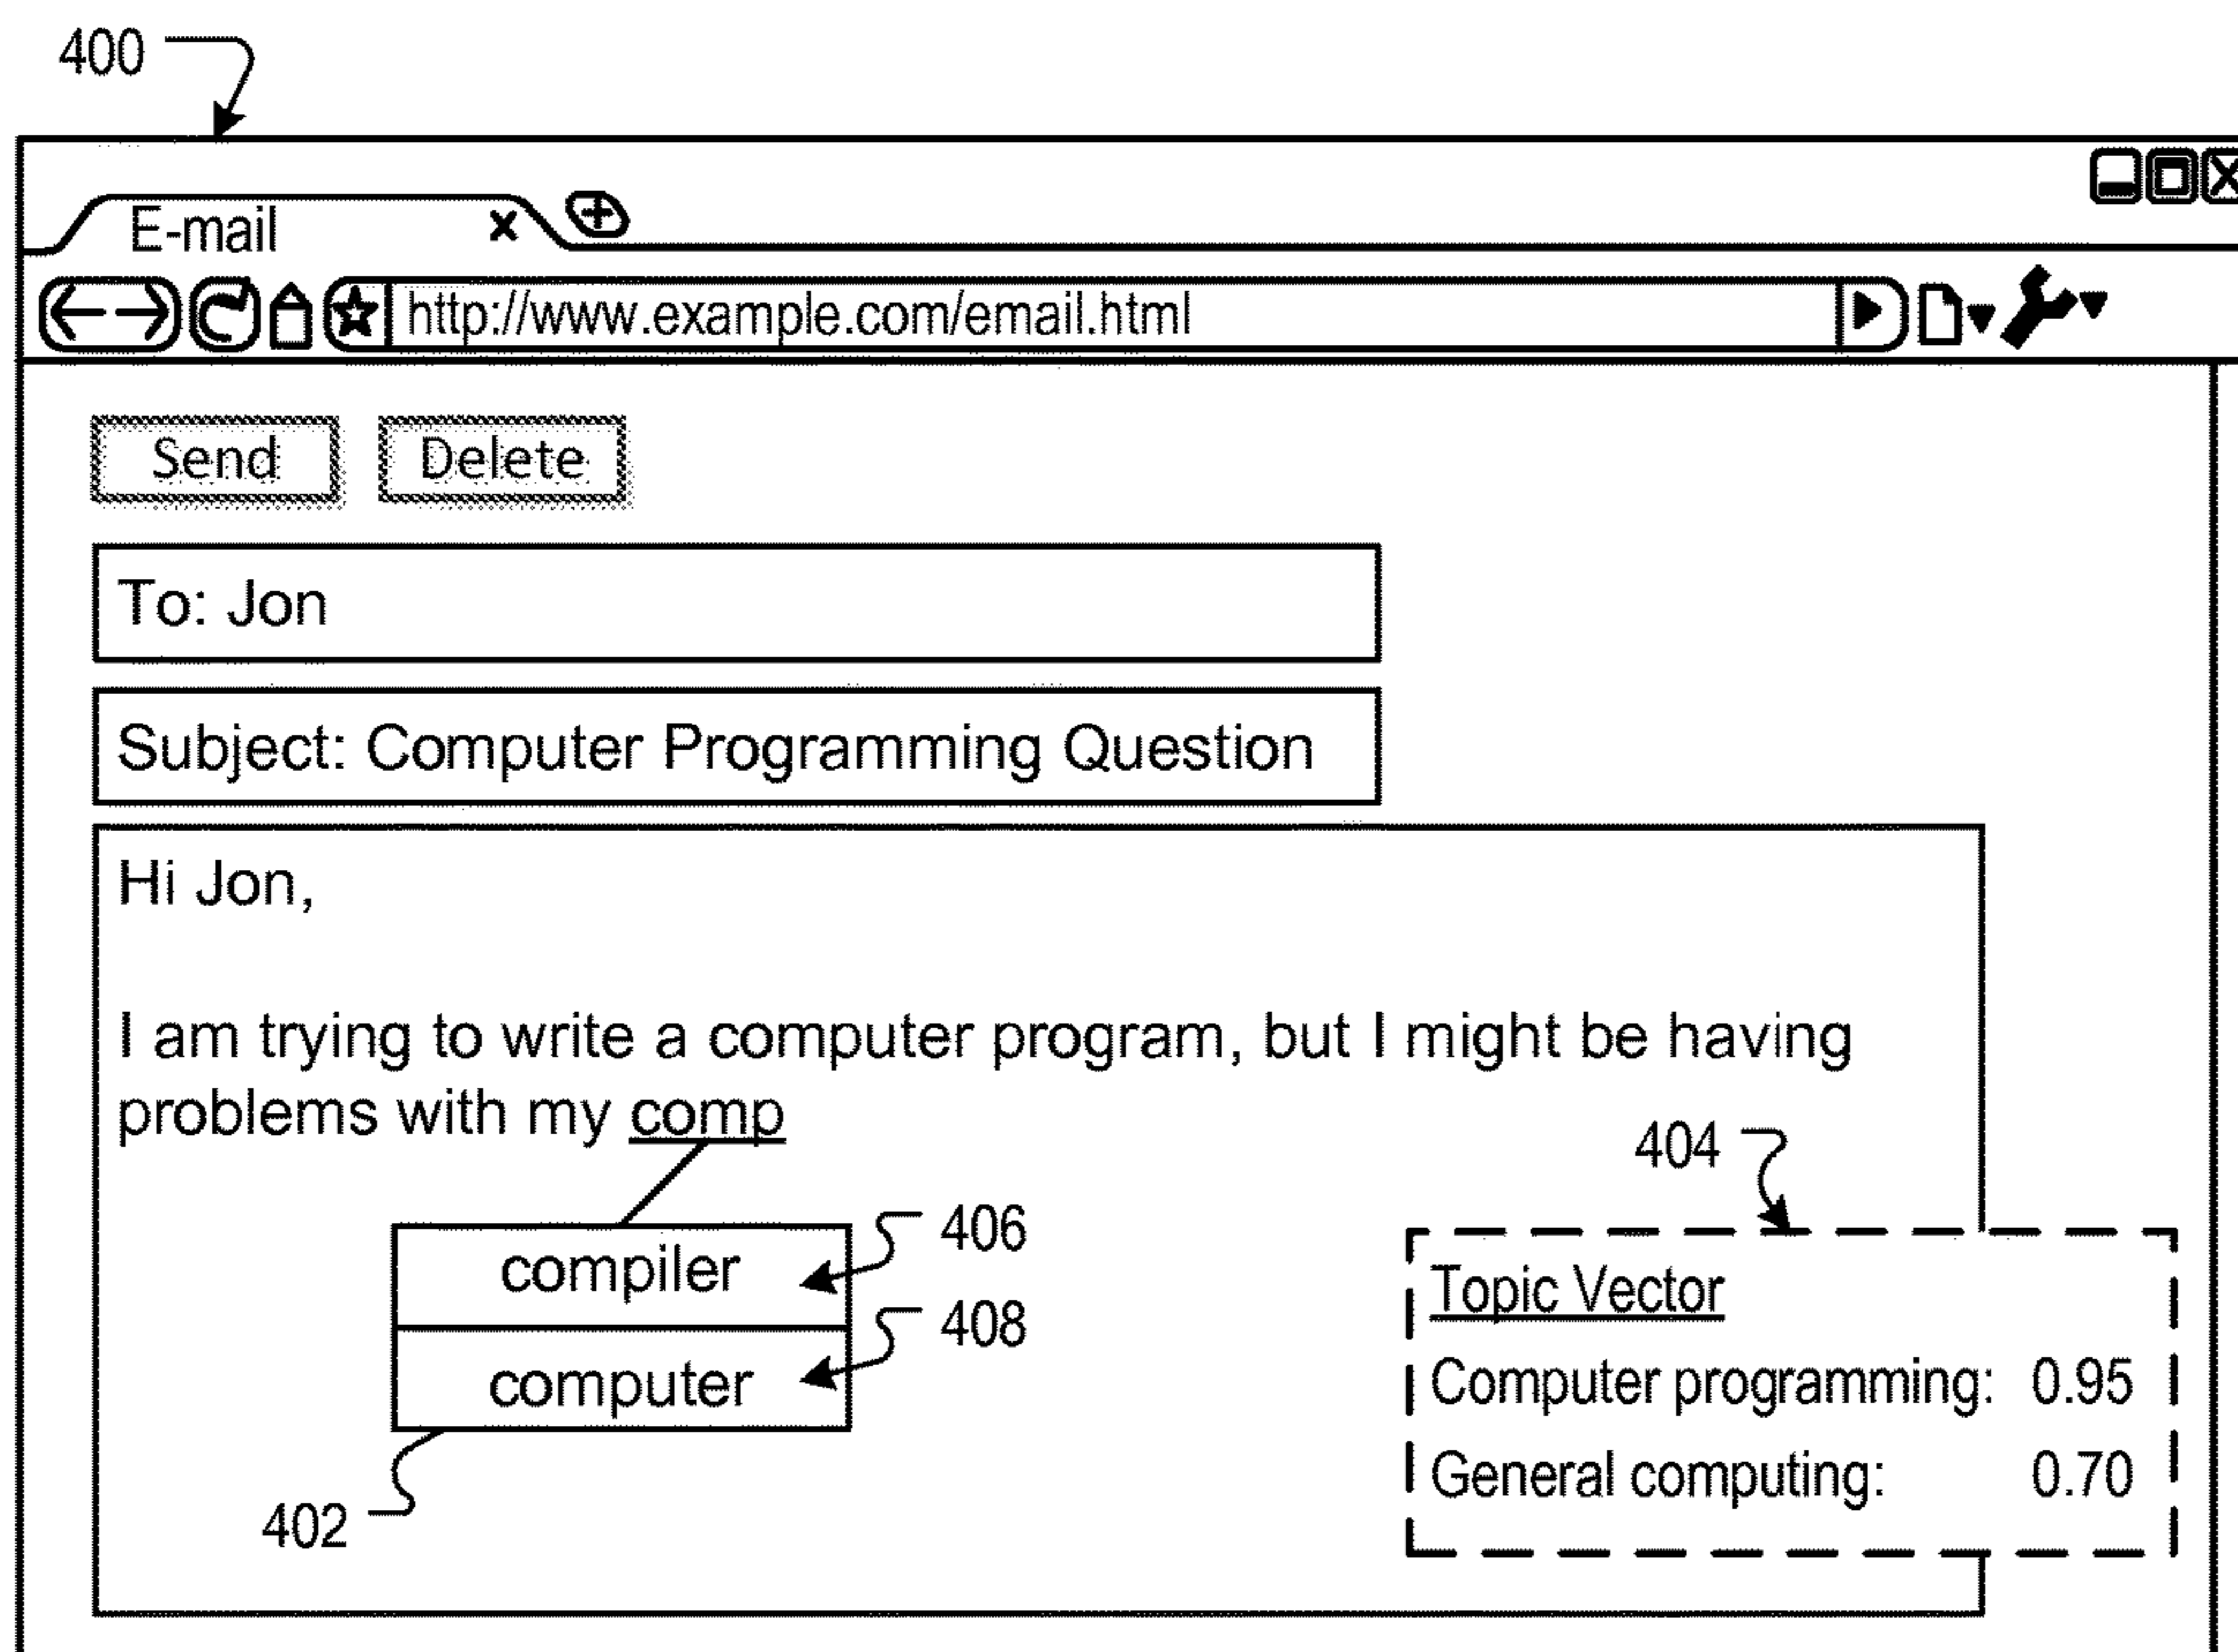 400
E-mail x
http://www.example.com/email.html
Send Delete
To: Jon
Subject: Computer Programming Question
Hi Jon,
I am trying to write a computer program, but I might be having
problems with my comp
404
compiler 406
computer 408
402
Topic Vector
Computer programming: 0.95
General computing: 0.70